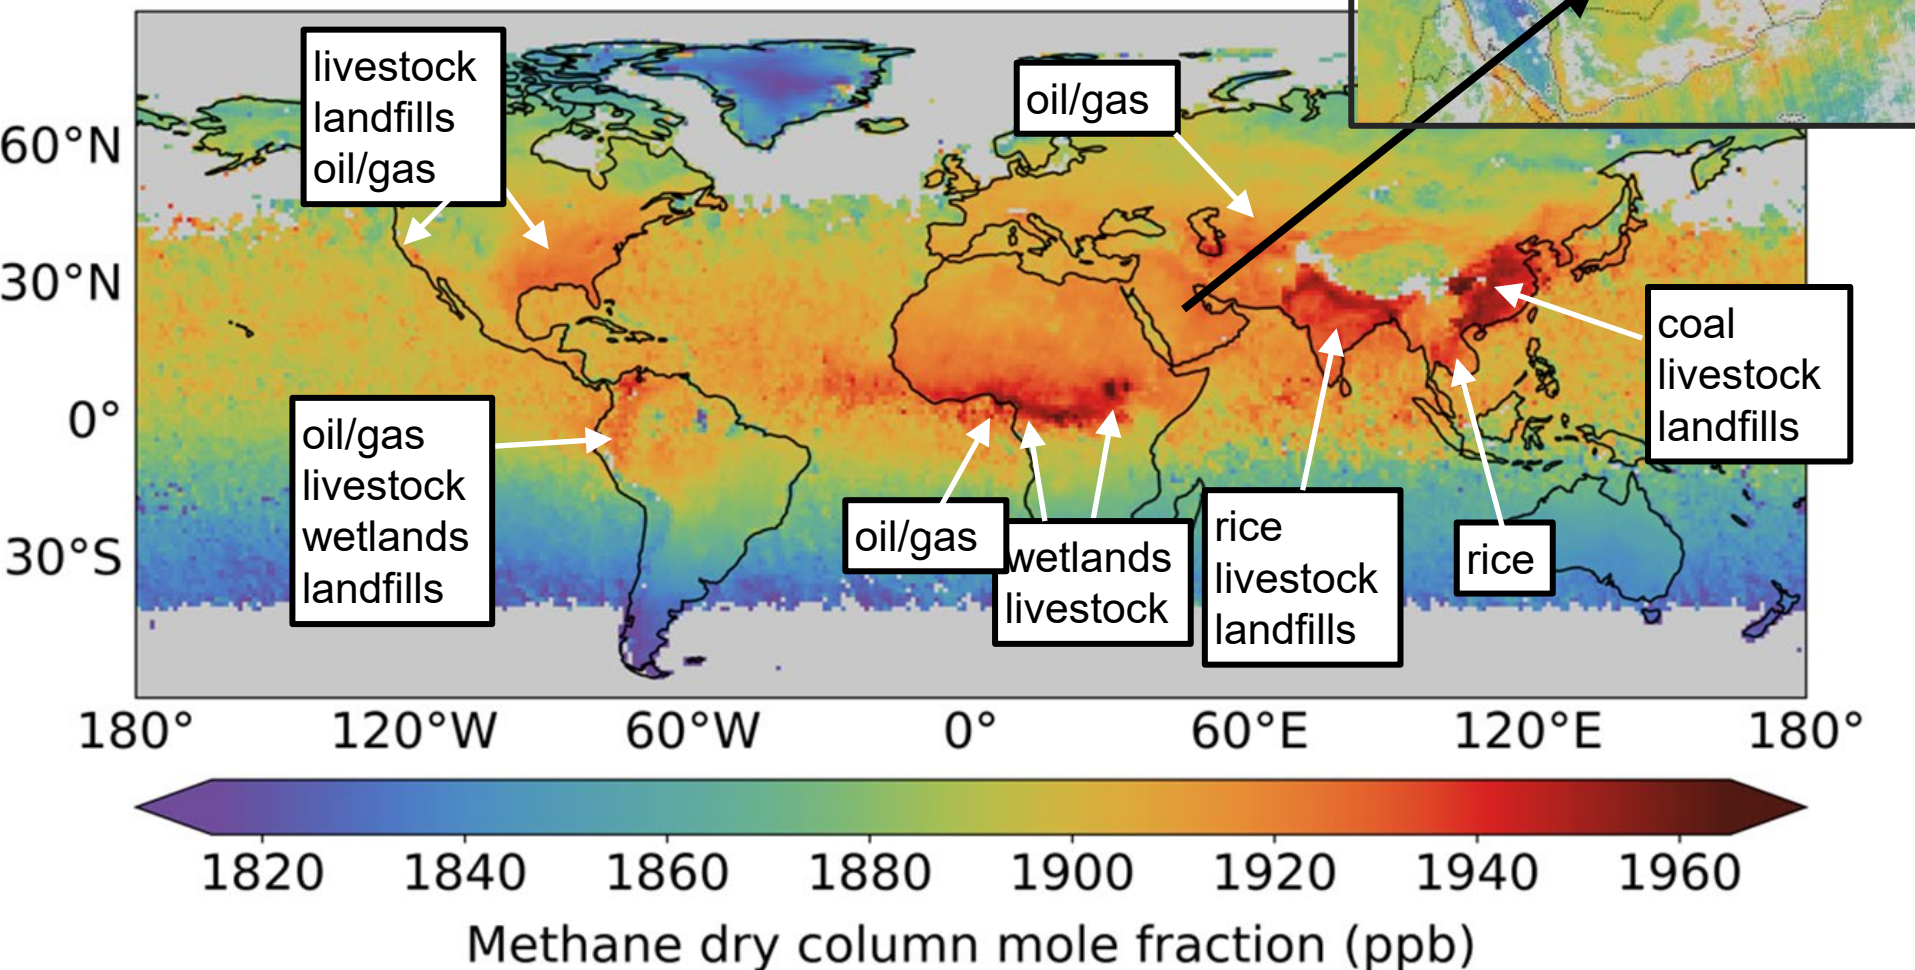 livestock
landfills
oil/gas
oil/gas
60°N
30°N
0°
30°S
coal
livestock
landfills
oil/gas
livestock
wetlands
landfills
oil/gas
wetlands
livestock
rice
livestock
landfills
rice
180° 120°W 60°W 0° 60°E 120°E 180°
1820 1840 1860 1880 1900 1920 1940 1960
Methane dry column mole fraction (ppb)